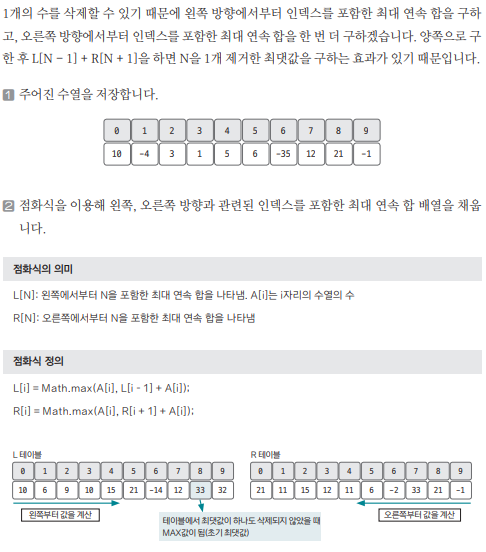 1개의 수를 삭제할 수 있기 때문에 왼쪽 방향에서부터 인덱스를 포함한 최대 연속 합을 구하
고, 오른쪽 방향에서부터 인덱스를 포함한 최대 연속 합을 한 번 더 구하겠습니다. 양쪽으로 구
한 후 L[N − 1] + R[N + 1]을 하면 N을 1개 제거한 최댓값을 구하는 효과가 있기 때문입니다.
1 주어진 수열을 저장합니다.
0 1 2 3 4 5 6 7 8 9
10 -4 3 1 5 6 -35 12 21 -1
2 점화식을 이용해 왼쪽, 오른쪽 방향과 관련된 인덱스를 포함한 최대 연속 합 배열을 채웁
니다.
점화식의 의미
L[N]: 왼쪽에서부터 N을 포함한 최대 연속 합을 나타냄. A[i]는 i자리의 수열의 수
R[N]: 오른쪽에서부터 N을 포함한 최대 연속 합을 나타냄
점화식 정의
L[i] = Math.max(A[i], L[i - 1] + A[i]);
R[i] = Math.max(A[i], R[i + 1] + A[i]);
L 테이블
0 1 2 3 4 5 6 7 8 9
10 6 9 10 15 21 -14 12 33 32
왼쪽부터 값을 계산
테이블에서 최댓값이 하나도 삭제되지 않았을 때
MAX값이 됨(초기 최댓값)
R 테이블
0 1 2 3 4 5 6 7 8 9
21 11 15 12 11 6 -2 33 21 -1
오른쪽부터 값을 계산